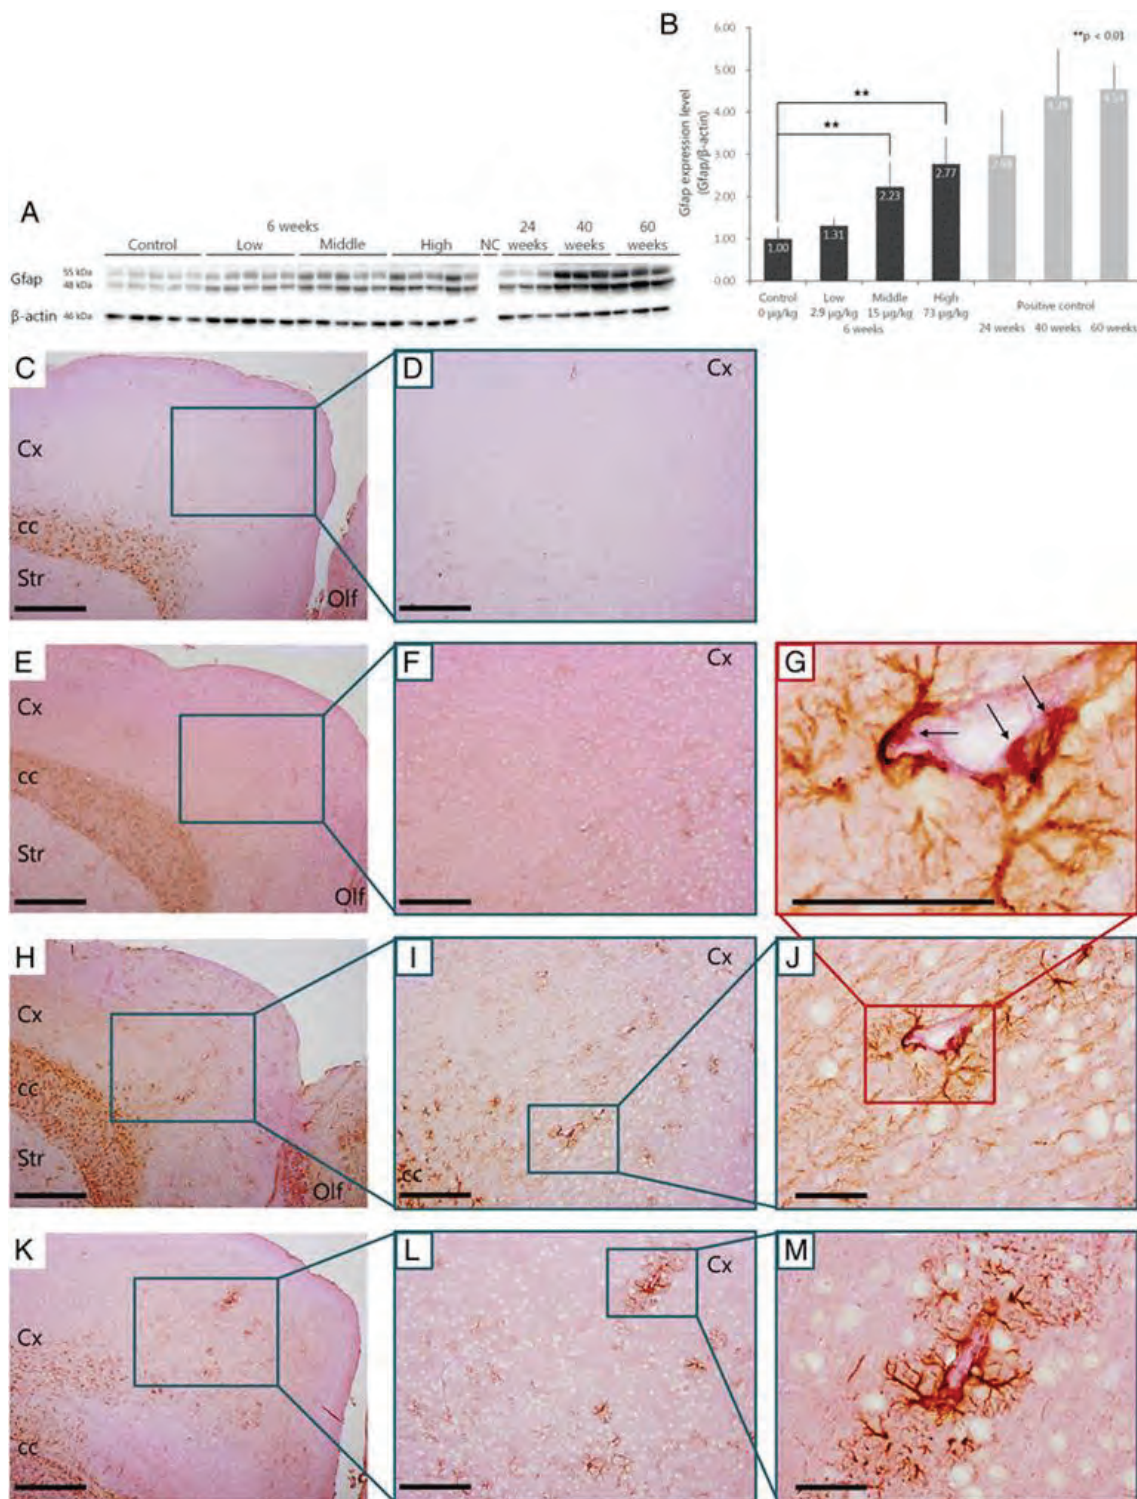 A
6 weeks
Control Low Middle High NC
24 weeks 40 weeks 60 weeks
Gfap
55 kDa
48 kDa
β-actin 46 kDa
B
**p < 0.01
Gfap expression level
(Gfap/β-actin)
6.00
5.00
4.00
3.00
2.00
1.00
0.00
**
**
1.00
1.31
2.23
2.77
4.54
Control Low Middle High
0 μg/kg 2.9 μg/kg 15 μg/kg 73 μg/kg
6 weeks
Positive control
24 weeks 40 weeks 60 weeks
C
Cx
cc
Str
Olf
D
Cx
E
Cx
cc
Str
Olf
F
Cx
G
H
Cx
cc
Str
Olf
I
Cx
cc
J
K
Cx
cc
L
Cx
M